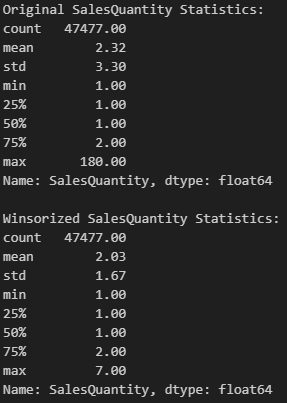 Original SalesQuantity Statistics:
count   47477.00
mean        2.32
std         3.30
min         1.00
25%         1.00
50%         1.00
75%         2.00
max       180.00
Name: SalesQuantity, dtype: float64

Winsorized SalesQuantity Statistics:
count   47477.00
mean        2.03
std         1.67
min         1.00
25%         1.00
50%         1.00
75%         2.00
max         7.00
Name: SalesQuantity, dtype: float64